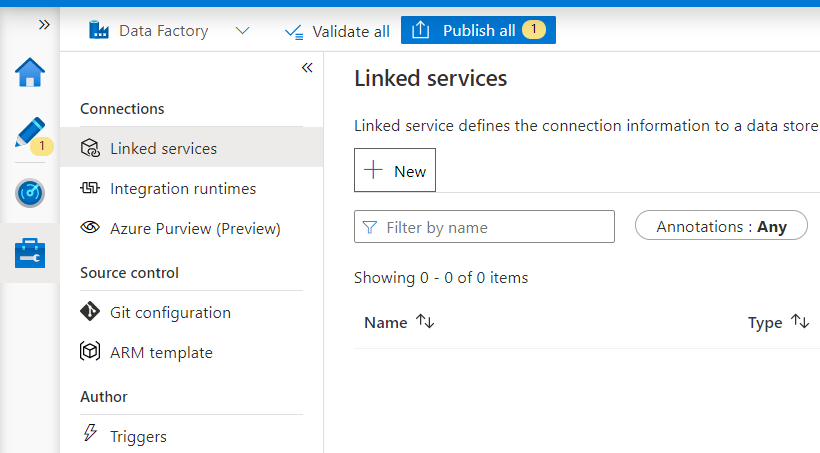 Data Factory
Validate all
Publish all 1
1
Connections
Linked services
Integration runtimes
Azure Purview (Preview)
Source control
Git configuration
ARM template
Author
Triggers
Linked services
Linked service defines the connection information to a data store
New
Filter by name
Annotations : Any
Showing 0 - 0 of 0 items
Name
Type